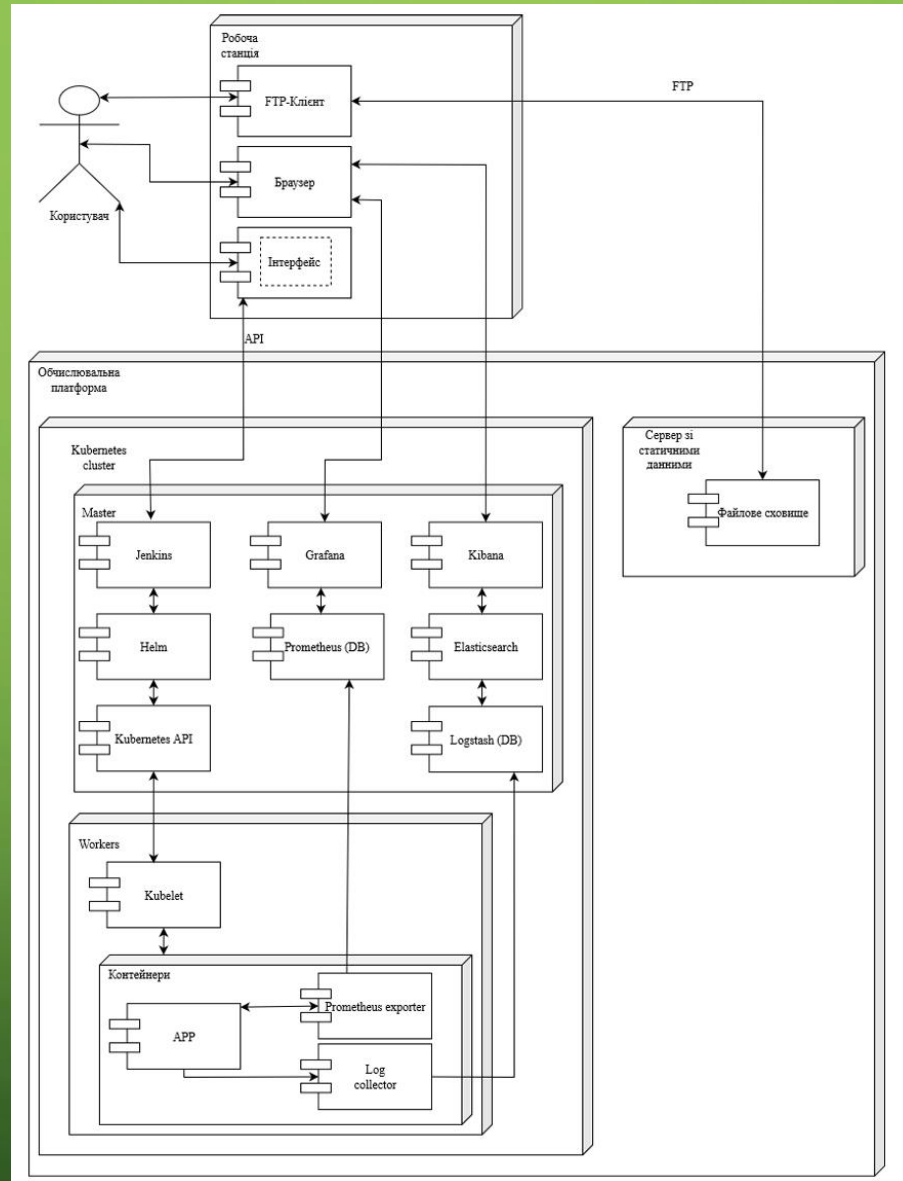 Робоча
станція
FTP-Клієнт
FTP
Браузер
Користувач
Інтерфейс
API
Обчислювальна
платформа
Kubernetes
cluster
Сервер зі
статичними
данними
Файлове сховище
Master
Jenkins
Grafana
Kibana
Helm
Prometheus (DB)
Elasticsearch
Kubernetes API
Logstash (DB)
Workers
Kubelet
Контейнери
APP
Prometheus exporter
Log
collector